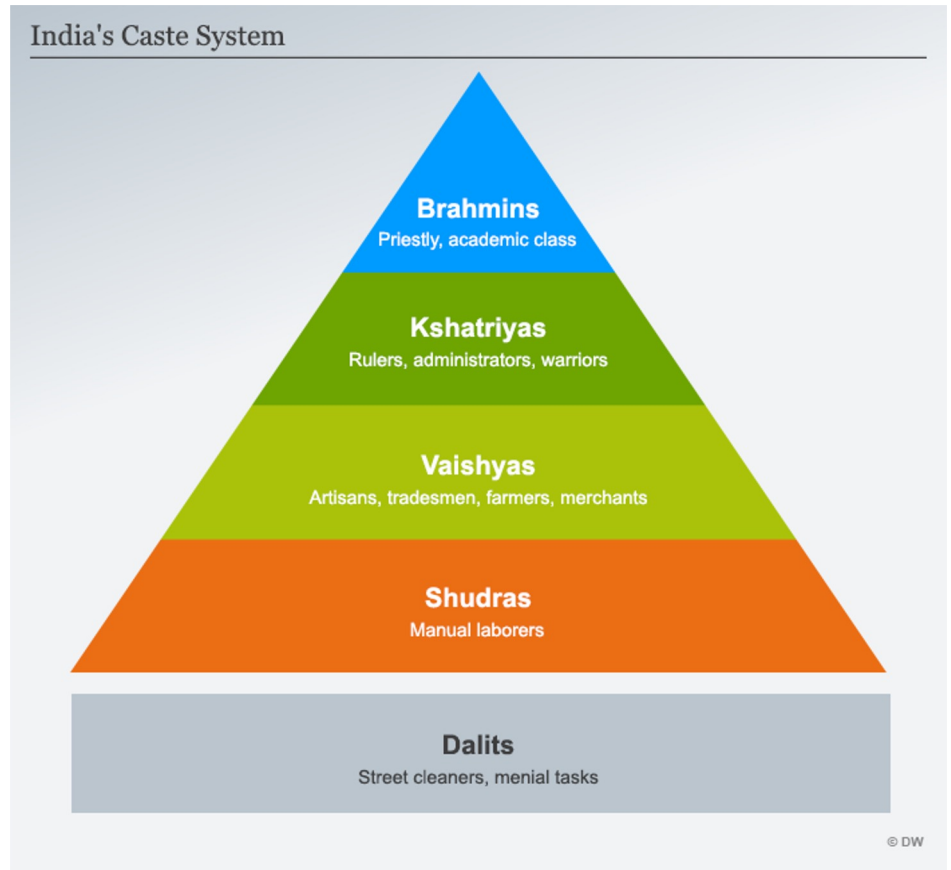 India's Caste System
Brahmins
Priestly, academic class
Kshatriyas
Rulers, administrators, warriors
Vaishyas
Artisans, tradesmen, farmers, merchants
Shudras
Manual laborers
Dalits
Street cleaners, menial tasks
© DW